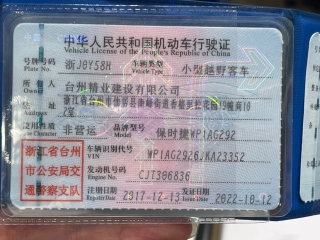 中华人民共和国机动车行驶证
Vehicle License of the People's Republic of China
号牌号码 浙J0Y58H 车辆类型 小型越野客车
Plate No. Vehicle Type
所有人 台州精业建设有限公司
Owner
住址
2室
使用性质 非营运 品牌型号 保时捷WP1AG292
Use Character Model
浙江省台州
市公安局交
通警察支队
车辆识别代号
VIN
发动机号码 CJT306836
Engine No.
注册日期 2017-12-13 发证日期 2022-10-12
Register Date Issue Date